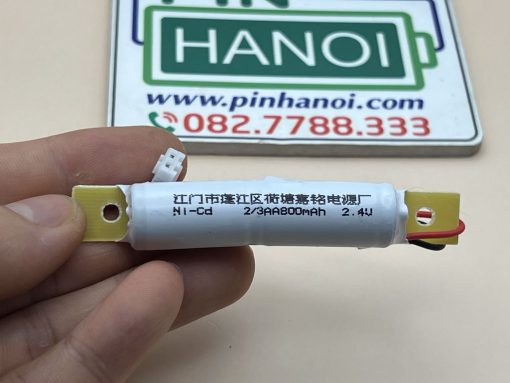 PIN
HANOI
www.pinhanoi.com
082.7788.333
江门市蓬江区荷塘嘉铭电源厂
Ni-Cd 2/3AA800mAh 2.4V